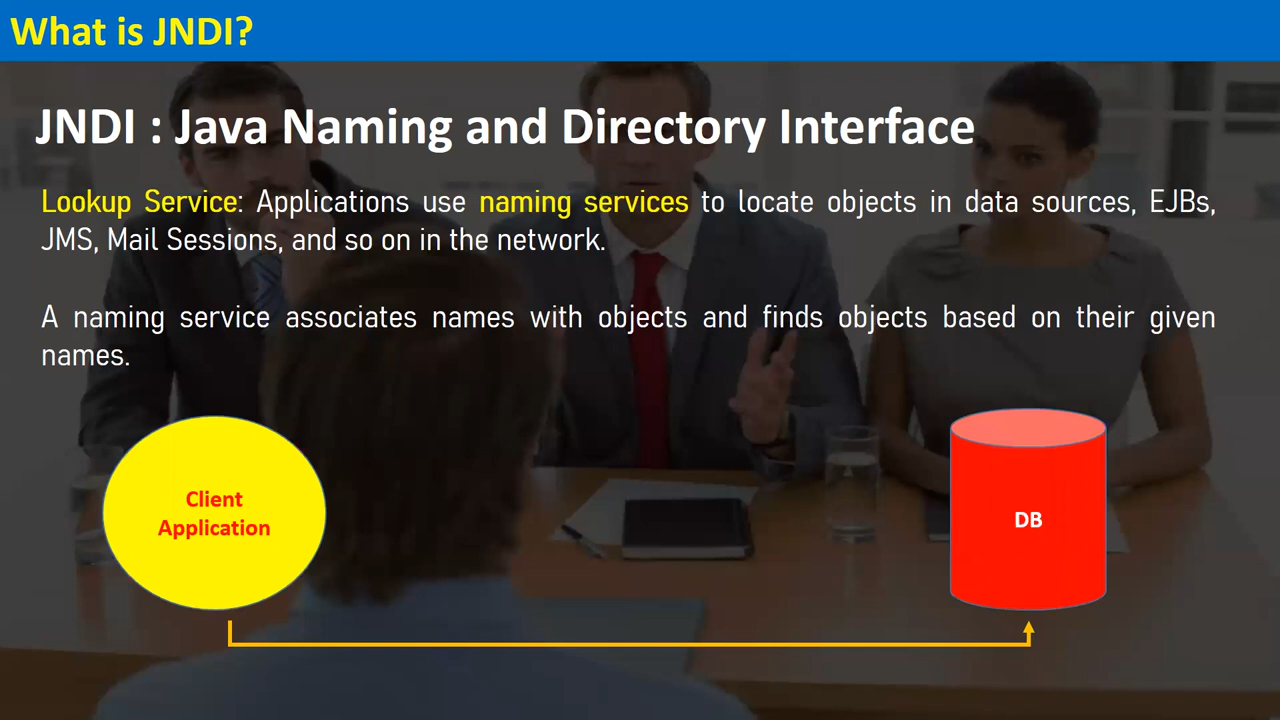 What is JNDI?
JNDI : Java Naming and Directory Interface
Lookup Service: Applications use naming services to locate objects in data sources, EJBs,
JMS, Mail Sessions, and so on in the network.
A naming service associates names with objects and finds objects based on their given
names.
Client
Application
DB